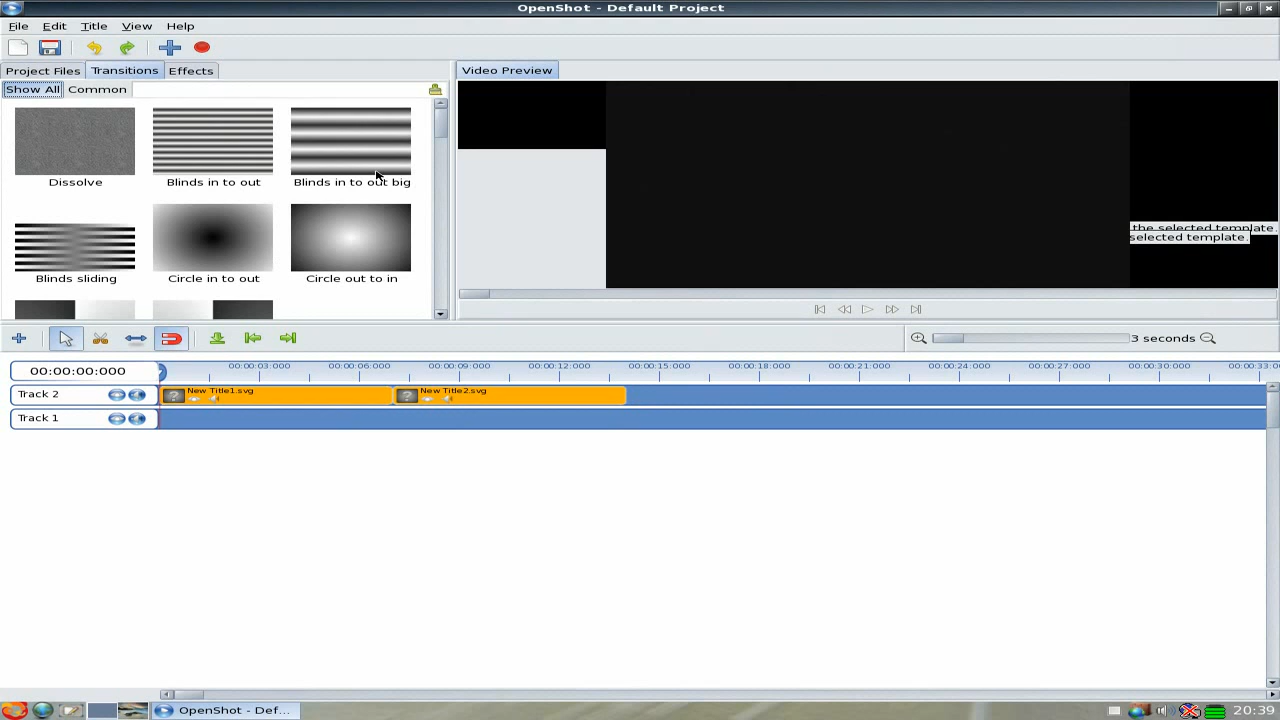 OpenShot - Default Project
File Edit Title View Help
Project Files Transitions Effects
Video Preview
Show All Common
Dissolve Blinds in to out Blinds in to out big
Blinds sliding Circle in to out Circle out to in
the selected template.
selected template.
3 seconds
00:00:00:000
00:00:03:000 00:00:06:000 00:00:09:000 00:00:12:000 00:00:15:000 00:00:18:000 00:00:21:000 00:00:24:000 00:00:27:000 00:00:30:000 00:00:33:0
Track 2
New Title1.svg New Title2.svg
Track 1
OpenShot - Def...
20:39